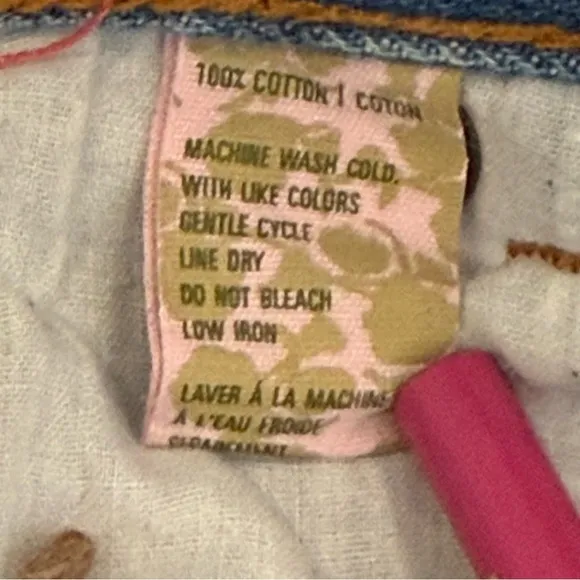 100% COTTON / COTON
MACHINE WASH COLD.
WITH LIKE COLORS
GENTLE CYCLE
LINE DRY
DO NOT BLEACH
LOW IRON
LAVER Á LA MACHINE
Á L'EAU FROIDE
SEPAREMENT